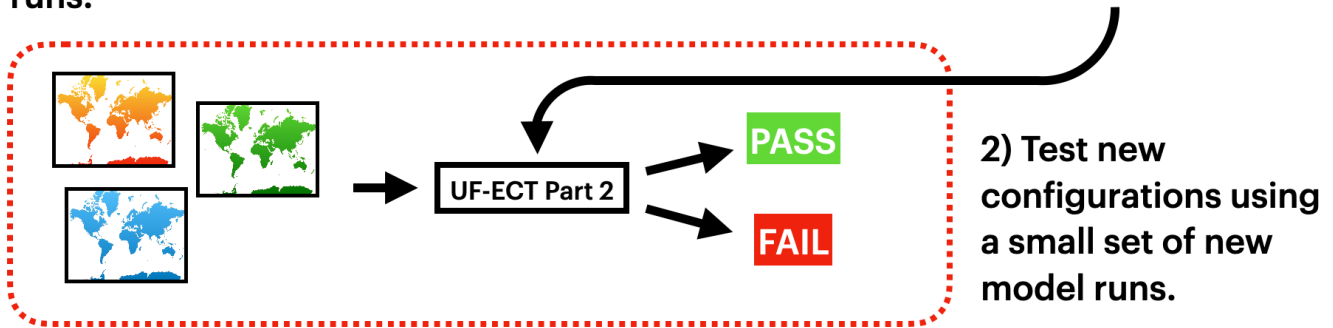 runs.
PASS
UF-ECT Part 2
FAIL
2) Test new
configurations using
a small set of new
model runs.